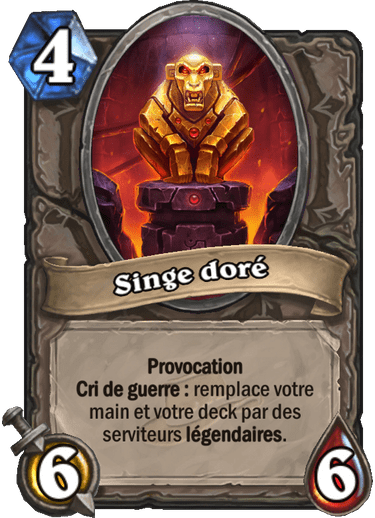 4
Singe doré
Provocation
Cri de guerre : remplace votre
main et votre deck par des
serviteurs légendaires.
6
6